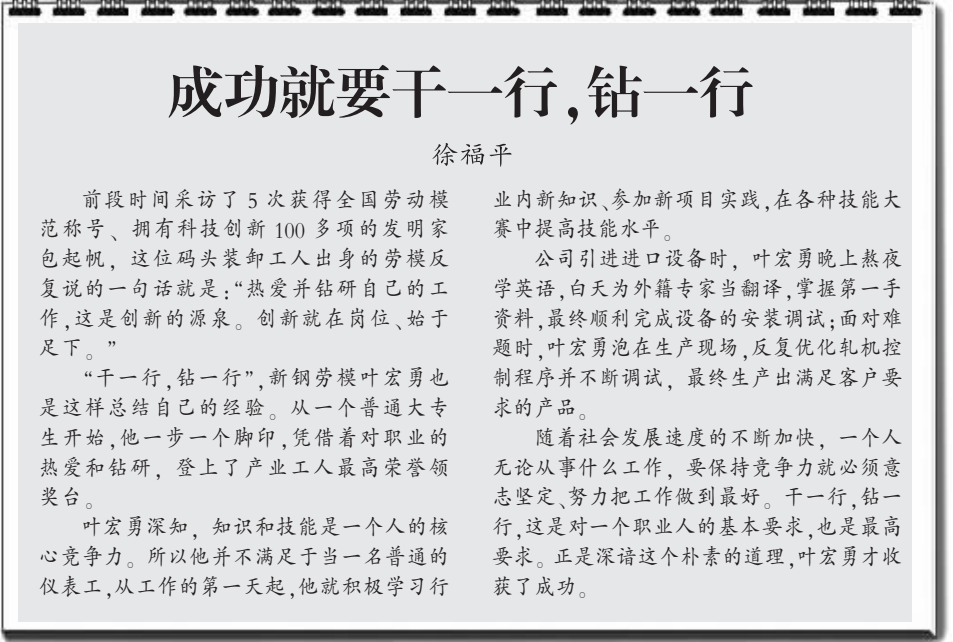 成功就要干一行,钻一行
徐福平
前段时间采访了 5 次获得全国劳动模
范称号、拥有科技创新 100 多项的发明家
包起帆，这位码头装卸工人出身的劳模反
复说的一句话就是:“热爱并钻研自己的工
作,这是创新的源泉。创新就在岗位、始于
足下。”
“干一行,钻一行”,新钢劳模叶宏勇也
是这样总结自己的经验。从一个普通大专
生开始,他一步一个脚印,凭借着对职业的
热爱和钻研，登上了产业工人最高荣誉领
奖台。
叶宏勇深知，知识和技能是一个人的核
心竞争力。所以他并不满足于当一名普通的
仪表工,从工作的第一天起,他就积极学习行
业内新知识、参加新项目实践,在各种技能大
赛中提高技能水平。
公司引进进口设备时，叶宏勇晚上熬夜
学英语,白天为外籍专家当翻译,掌握第一手
资料,最终顺利完成设备的安装调试;面对难
题时,叶宏勇泡在生产现场,反复优化轧机控
制程序并不断调试，最终生产出满足客户要
求的产品。
随着社会发展速度的不断加快，一个人
无论从事什么工作，要保持竞争力就必须意
志坚定、努力把工作做到最好。干一行,钻一
行,这是对一个职业人的基本要求,也是最高
要求。正是深谙这个朴素的道理,叶宏勇才收
获了成功。